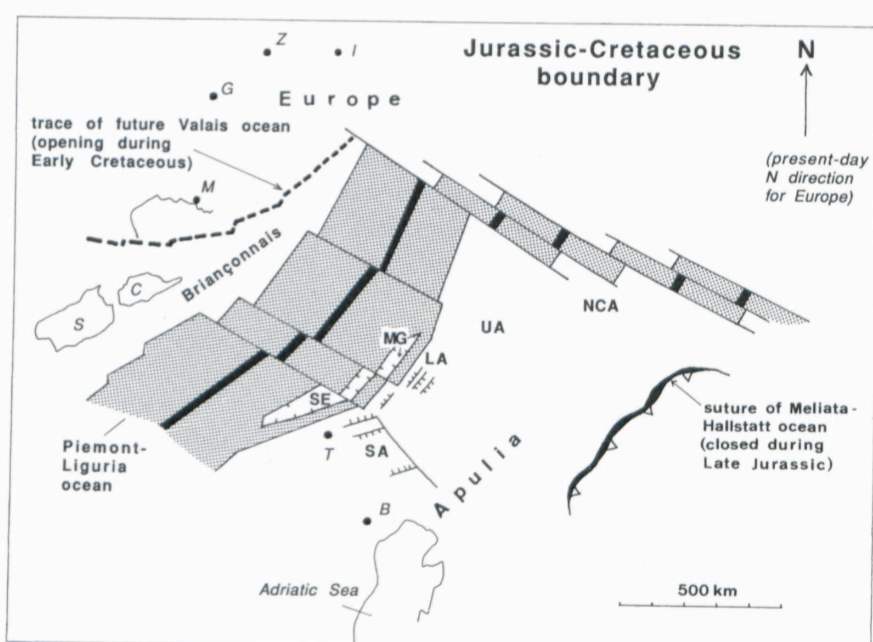 Jurassic-Cretaceous
boundary
N
(present-day
N direction
for Europe)
Z
I
G
Europe
trace of future Valais ocean
(opening during
Early Cretaceous)
M
Briançonnais
C
S
NCA
UA
MG
LA
SE
T
SA
Piemont-
Liguria
ocean
Apulia
suture of Meliata-
Hallstatt ocean
(closed during
Late Jurassic)
B
Adriatic Sea
500 km